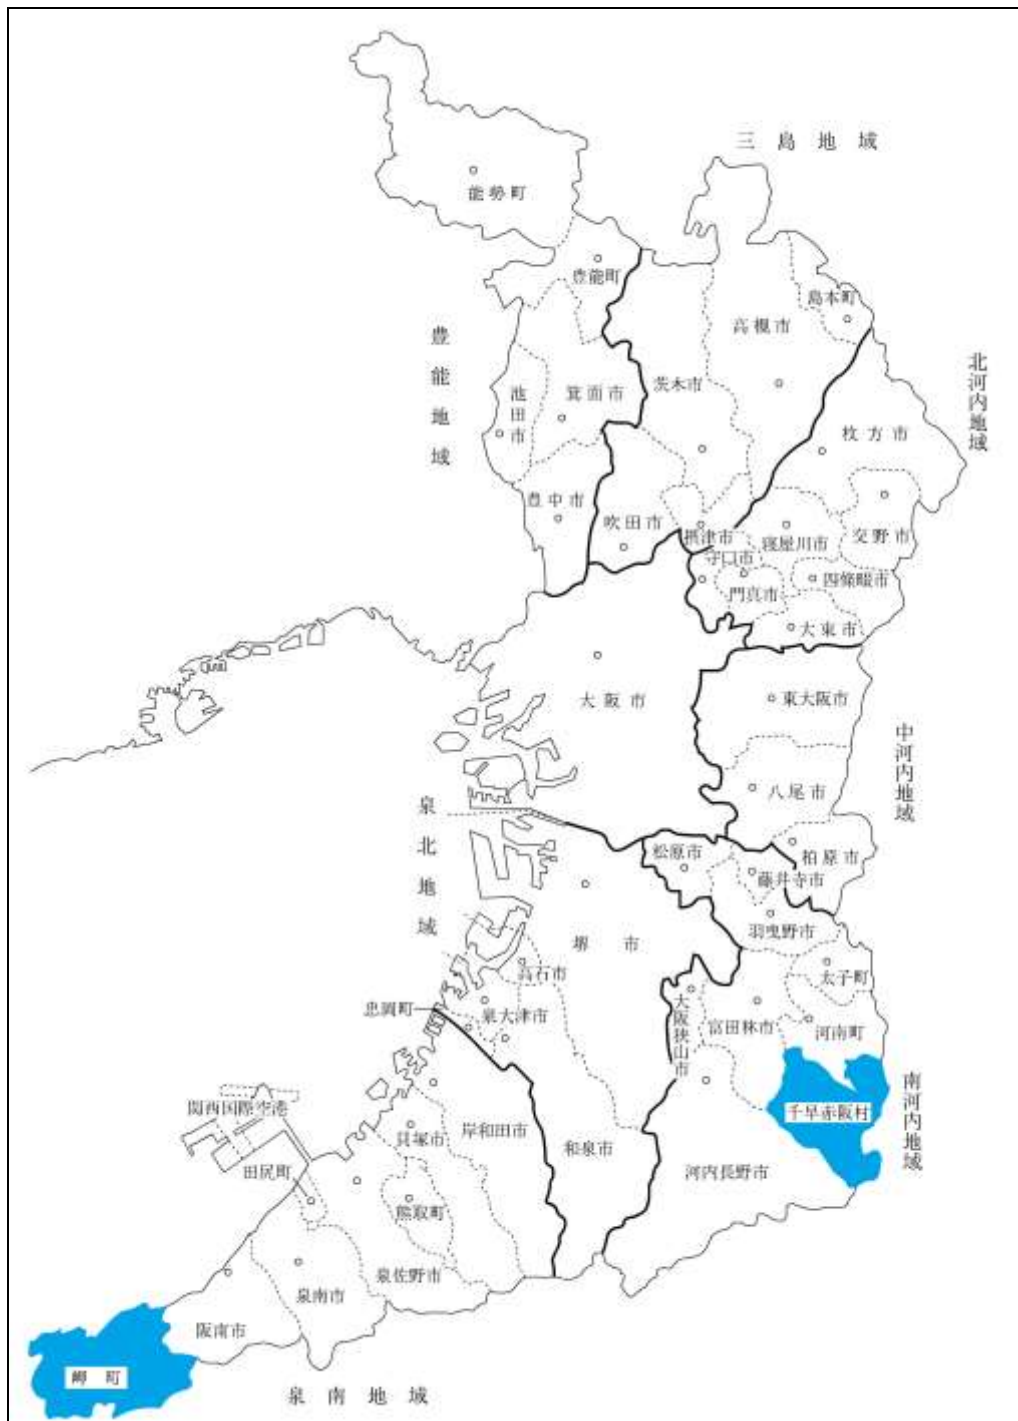 三島地域
能勢町
豊能町
島本町
高槻市
豊能地域
北河内地域
池田市
箕面市
茨木市
枚方市
豊中市
吹田市
摂津市
寝屋川市
交野市
守口市
門真市
四條畷市
大東市
大阪市
東大阪市
中河内地域
八尾市
泉北地域
松原市
柏原市
藤井寺市
羽曳野市
堺市
高石市
太子町
忠岡町
泉大津市
大阪狭山市
富田林市
河南町
南河内地域
関西国際空港
貝塚市
岸和田市
和泉市
千早赤阪村
田尻町
河内長野市
熊取町
泉佐野市
泉南市
阪南市
岬町
泉南地域